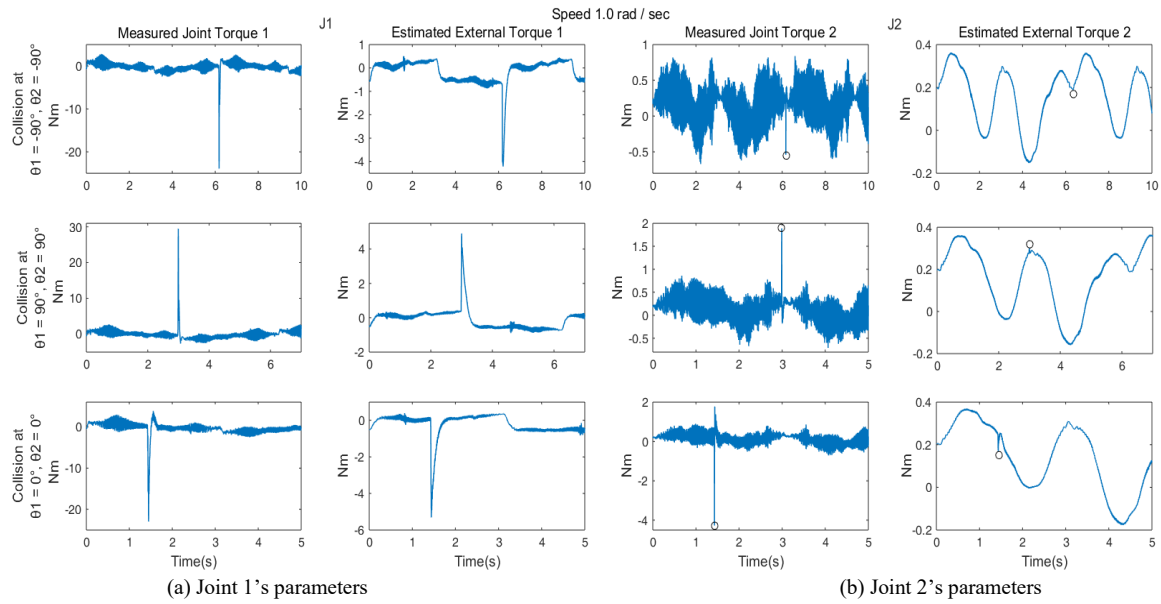 Speed 1.0 rad / sec
J1
J2
Measured Joint Torque 1
Estimated External Torque 1
Measured Joint Torque 2
Estimated External Torque 2
Collision at
θ1 = -90°, θ2 = -90°
Nm
0
-10
-20
0 2 4 6 8 10
Nm
1
0
-1
-2
-3
-4
0 2 4 6 8 10
Nm
0.5
0
-0.5
0 2 4 6 8 10
Nm
0.4
0.2
0
-0.2
0 2 4 6 8 10
Collision at
θ1 = 90°, θ2 = 90°
Nm
30
20
10
0
0 2 4 6
Nm
4
2
0
-2
0 2 4 6
Nm
2
1.5
1
0.5
0
-0.5
0 1 2 3 4 5
Nm
0.4
0.2
0
-0.2
0 2 4 6
Collision at
θ1 = 0°, θ2 = 0°
Nm
0
-10
-20
0 1 2 3 4 5
Time(s)
Nm
0
-2
-4
-6
0 1 2 3 4 5
Time(s)
Nm
2
0
-2
-4
0 1 2 3 4 5
Time(s)
Nm
0.4
0.2
0
-0.2
0 1 2 3 4 5
Time(s)
(a) Joint 1’s parameters
(b) Joint 2’s parameters